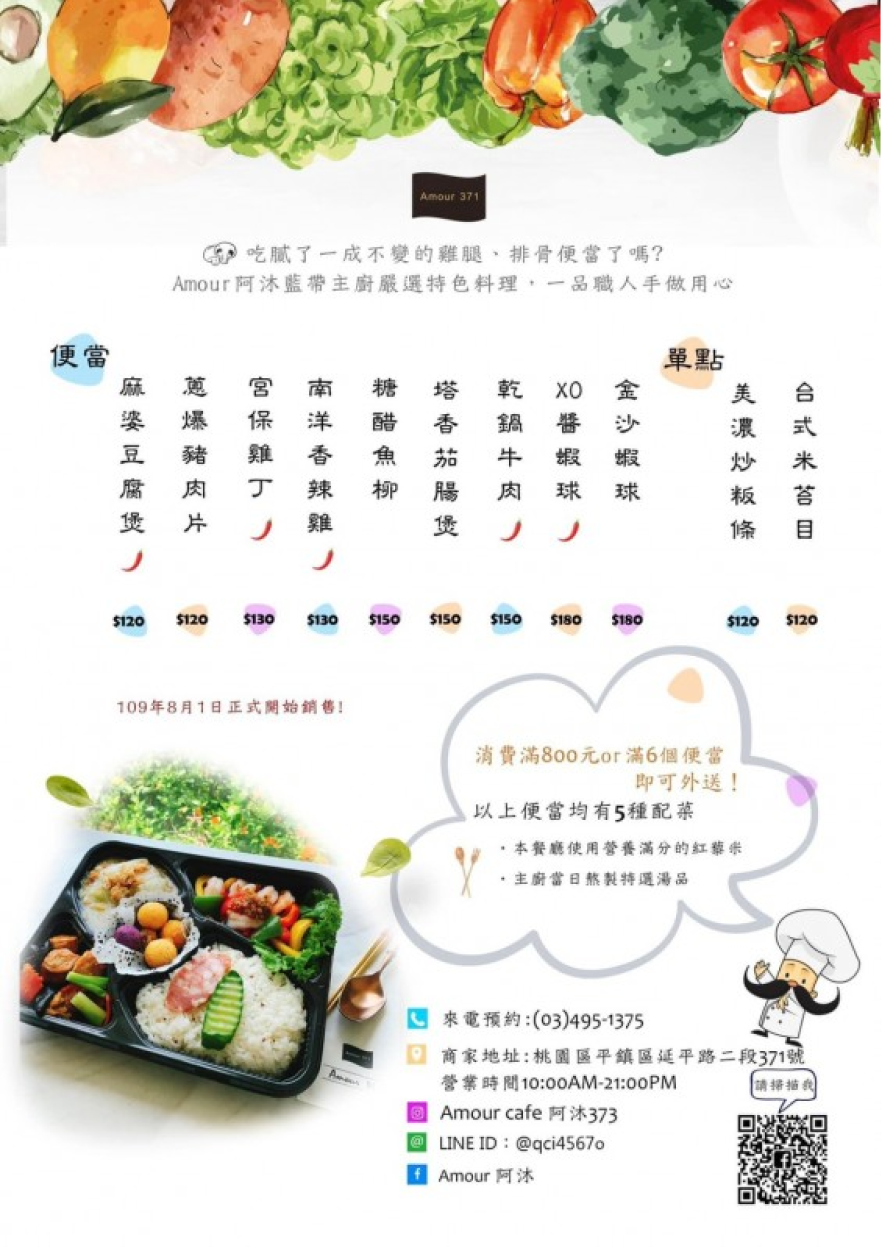 Amour 371
吃膩了一成不變的雞腿、排骨便當了嗎?
Amour阿沐藍帶主廚嚴選特色料理，一品職人手做用心
便當
麻婆豆腐煲
$120
蔥爆豬肉片
$120
宮保雞丁
$130
南洋香辣雞
$130
糖醋魚柳
$150
塔香茄腸煲
$150
乾鍋牛肉
$150
XO醬蝦球
$180
金沙蝦球
$180
單點
美濃炒粄條
$120
台式米苔目
$120
109年8月1日正式開始銷售!
消費滿800元or滿6個便當
即可外送！
以上便當均有5種配菜
・本餐廳使用營養滿分的紅藜米
・主廚當日熬製特選湯品
來電預約:(03)495-1375
商家地址:桃園區平鎮區延平路二段371號
營業時間10:00AM-21:00PM
請掃描我
Amour cafe 阿沐373
LINE ID：@qci4567o
Amour 阿沐